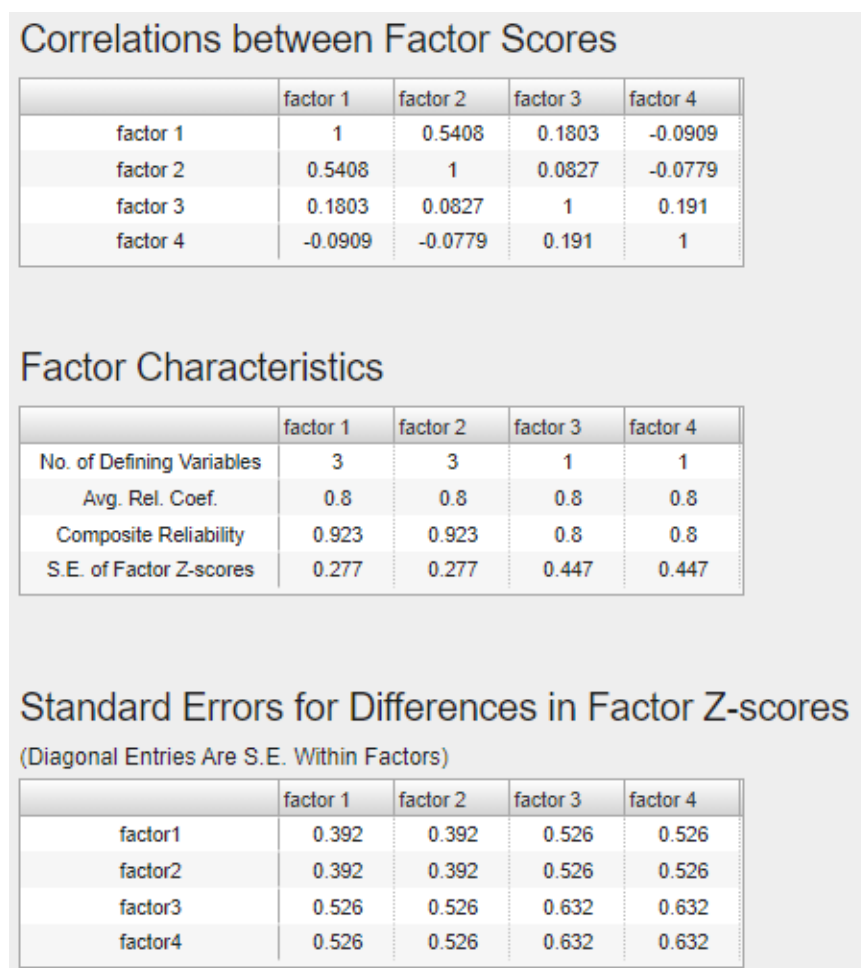 Correlations between Factor Scores
factor 1 factor 2 factor 3 factor 4
factor 1 1 0.5408 0.1803 -0.0909
factor 2 0.5408 1 0.0827 -0.0779
factor 3 0.1803 0.0827 1 0.191
factor 4 -0.0909 -0.0779 0.191 1
Factor Characteristics
factor 1 factor 2 factor 3 factor 4
No. of Defining Variables 3 3 1 1
Avg. Rel. Coef. 0.8 0.8 0.8 0.8
Composite Reliability 0.923 0.923 0.8 0.8
S.E. of Factor Z-scores 0.277 0.277 0.447 0.447
Standard Errors for Differences in Factor Z-scores
(Diagonal Entries Are S.E. Within Factors)
factor 1 factor 2 factor 3 factor 4
factor1 0.392 0.392 0.526 0.526
factor2 0.392 0.392 0.526 0.526
factor3 0.526 0.526 0.632 0.632
factor4 0.526 0.526 0.632 0.632